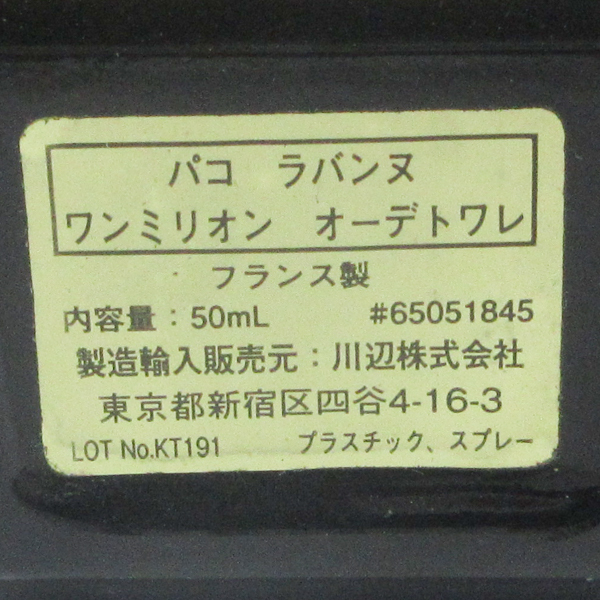 パコ　ラバンヌ
ワンミリオン　オーデトワレ
フランス製
内容量：50mL　#65051845
製造輸入販売元：川辺株式会社
東京都新宿区四谷4-16-3
LOT No.KT191　プラスチック、スプレー